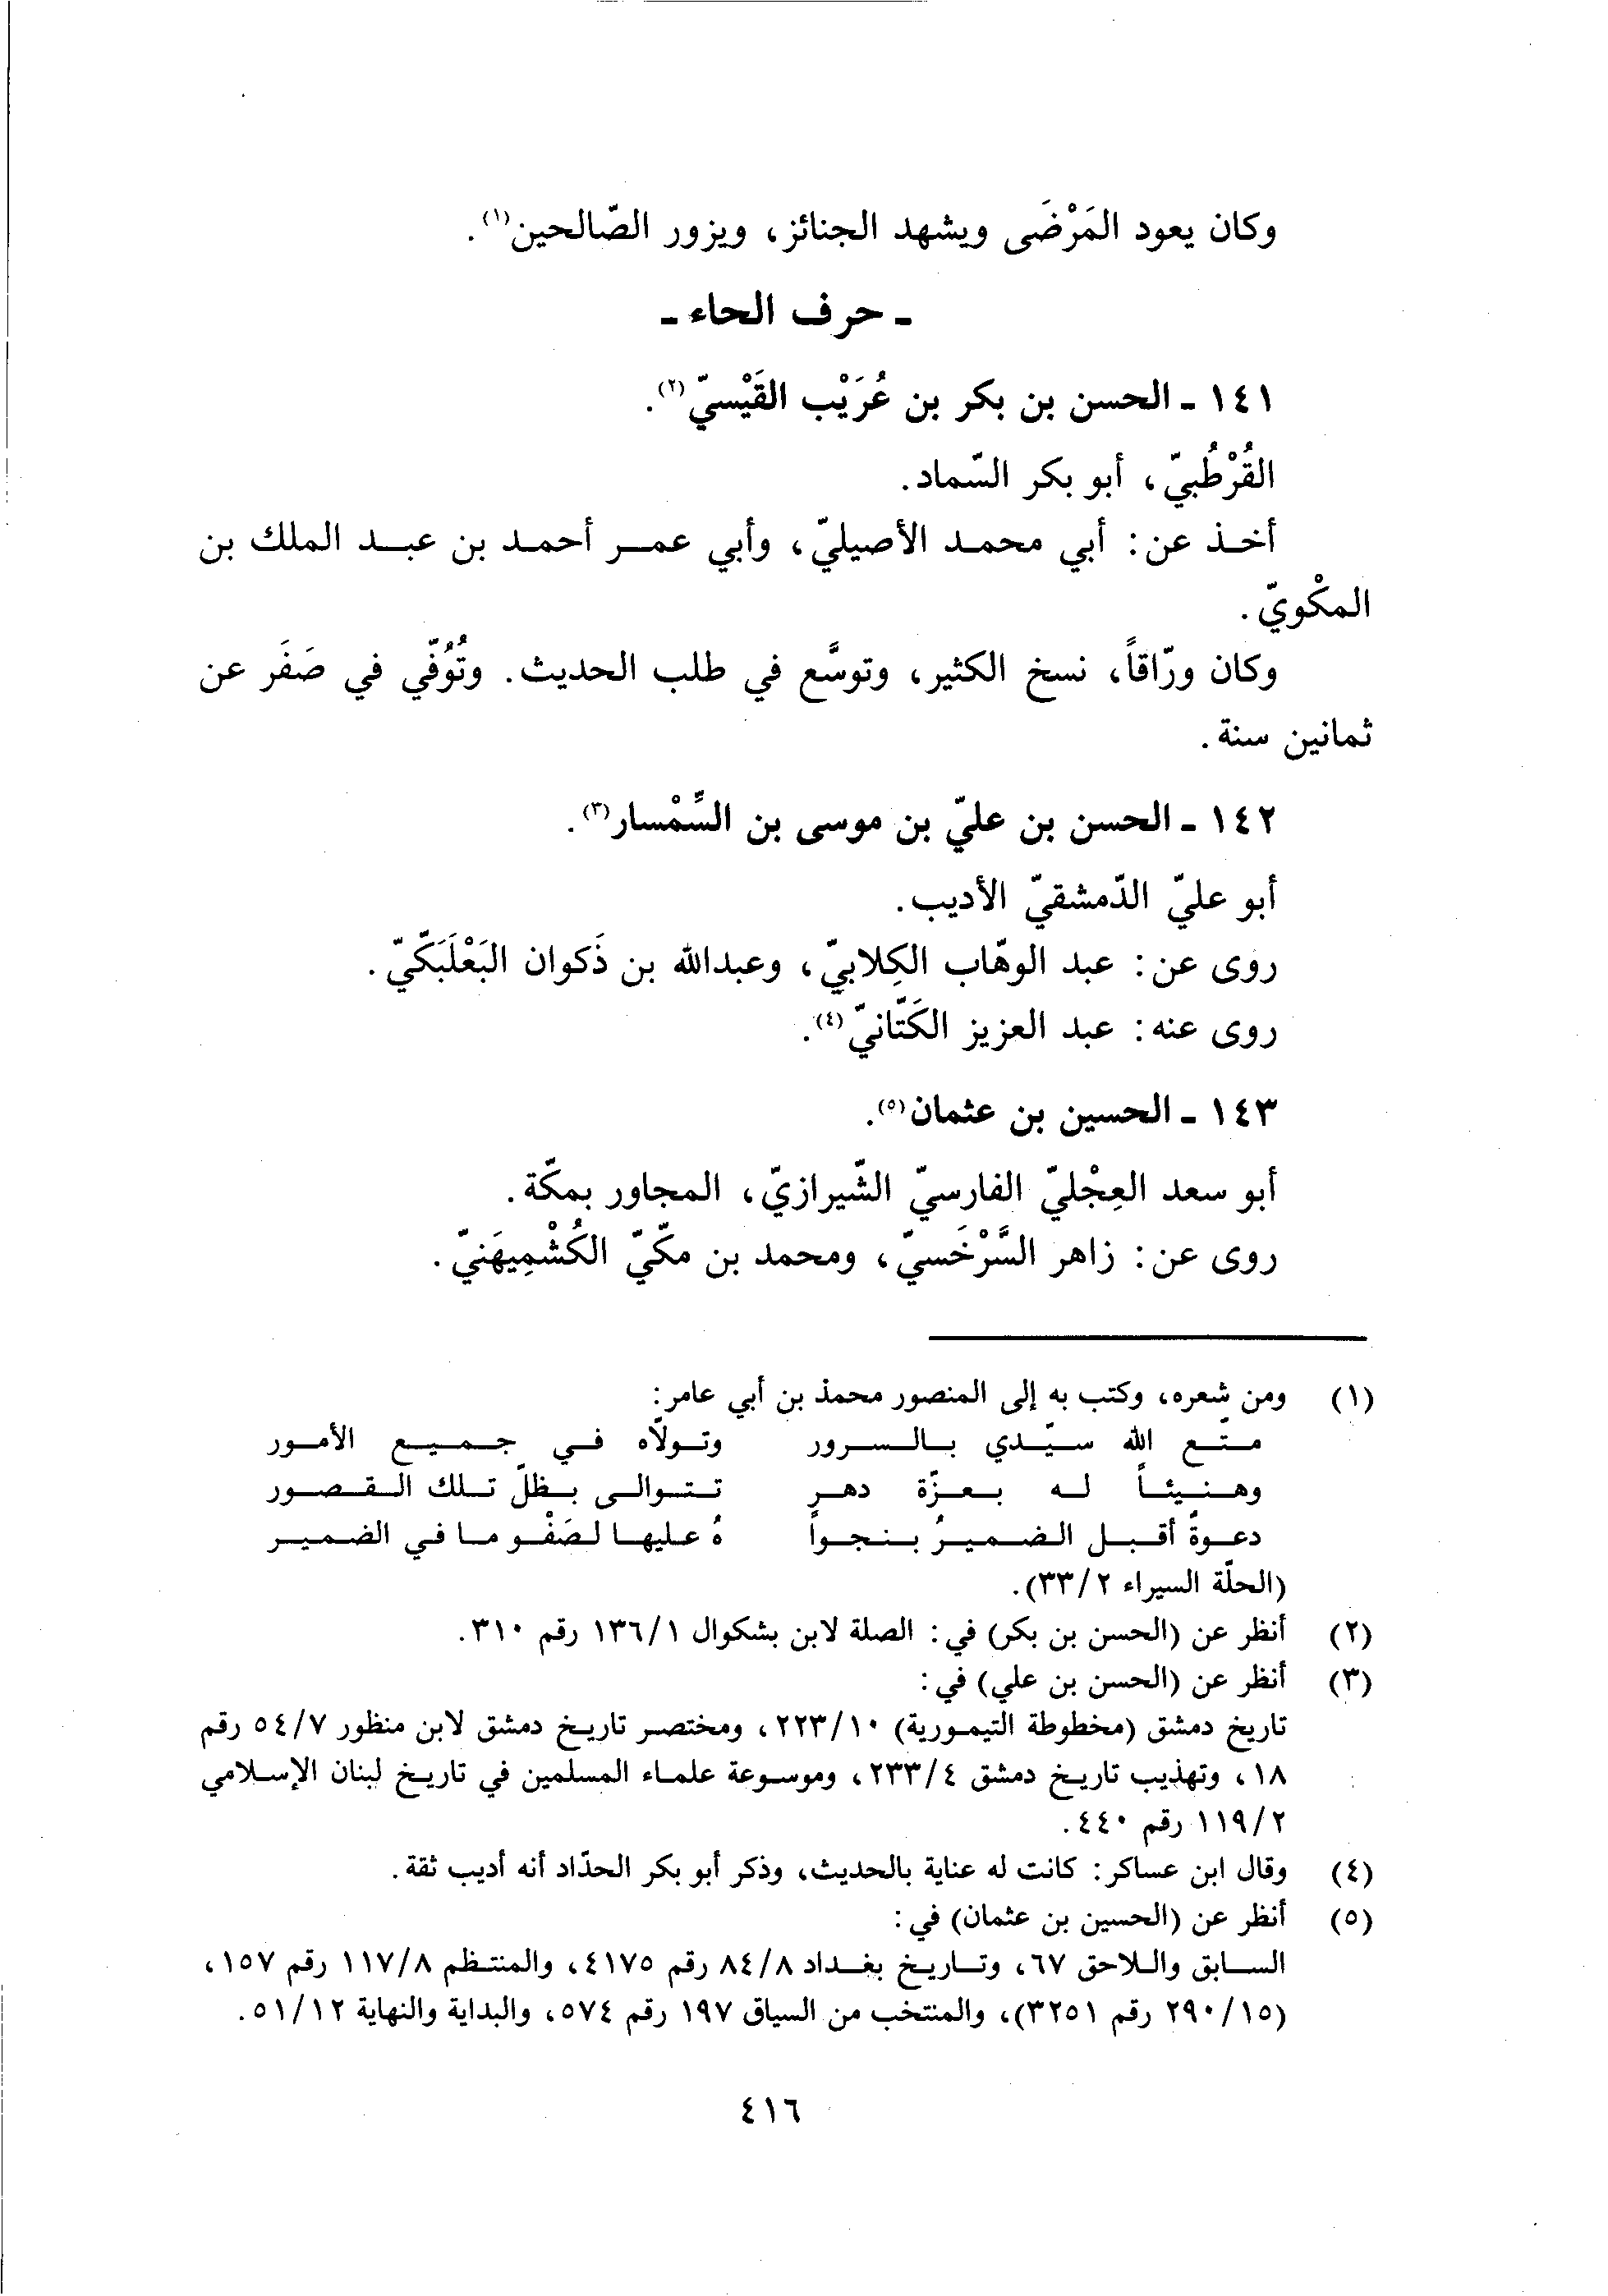 وكان يعود المَرْضَى ويشهد الجنائز، ويزور الصّالحين(١).
ـ حرف الحاء ـ
١٤١ ـ الحسن بن بكر بن عُرَيْب القَيْسيّ(٢).
القُرْطُبيّ، أبو بكر السّماد.
أخذ عن: أبي محمد الأصيليّ، وأبي عمر أحمد بن عبد الملك بن
المكْويّ.
وكان ورّاقاً، نسخ الكثير، وتوسَّع في طلب الحديث. وتُوُفّي في صَفَر عن
ثمانين سنة.
١٤٢ ـ الحسن بن عليّ بن موسى بن السِّمْسار(٣).
أبو عليّ الدّمشقيّ الأديب.
روى عن: عبد الوهّاب الكِلابيّ، وعبدالله بن ذَكوان البَعْلَبَكّيّ.
روى عنه: عبد العزيز الكَتّانيّ(٤).
١٤٣ ـ الحسين بن عثمان(٥).
أبو سعد العِجْليّ الفارسيّ الشّيرازيّ، المجاور بمكّة.
روى عن: زاهر السَّرْخَسيّ، ومحمد بن مكّيّ الكُشْمِيهَنيّ.
(١) ومن شعره، وكتب به إلى المنصور محمد بن أبي عامر:
متّع الله سيّدي بالسرور وتولّاه في جميع الأمور
وهنيئاً له بعزّة دهر تتوالى بظلّ تلك القصور
دعوةً أقبل الضميرُ بنجواً هُ عليها لصَفْو ما في الضمير
(الحلّة السيراء ٣٣/٢).
(٢) أنظر عن (الحسن بن بكر) في: الصلة لابن بشكوال ١٣٦/١ رقم ٣١٠.
(٣) أنظر عن (الحسن بن علي) في:
تاريخ دمشق (مخطوطة التيمورية) ٢٢٣/١٠، ومختصر تاريخ دمشق لابن منظور ٥٤/٧ رقم
١٨، وتهذيب تاريخ دمشق ٢٣٣/٤، وموسوعة علماء المسلمين في تاريخ لبنان الإسلامي
١١٩/٢ رقم ٤٤٠.
(٤) وقال ابن عساكر: كانت له عناية بالحديث، وذكر أبو بكر الحدّاد أنه أديب ثقة.
(٥) أنظر عن (الحسين بن عثمان) في:
السابق واللاحق ٦٧، وتاريخ بغداد ٨٤/٨ رقم ٤١٧٥، والمنتظم ١١٧/٨ رقم ١٥٧،
(٢٩٠/١٥ رقم ٣٢٥١)، والمنتخب من السياق ١٩٧ رقم ٥٧٤، والبداية والنهاية ٥١/١٢.
٤١٦